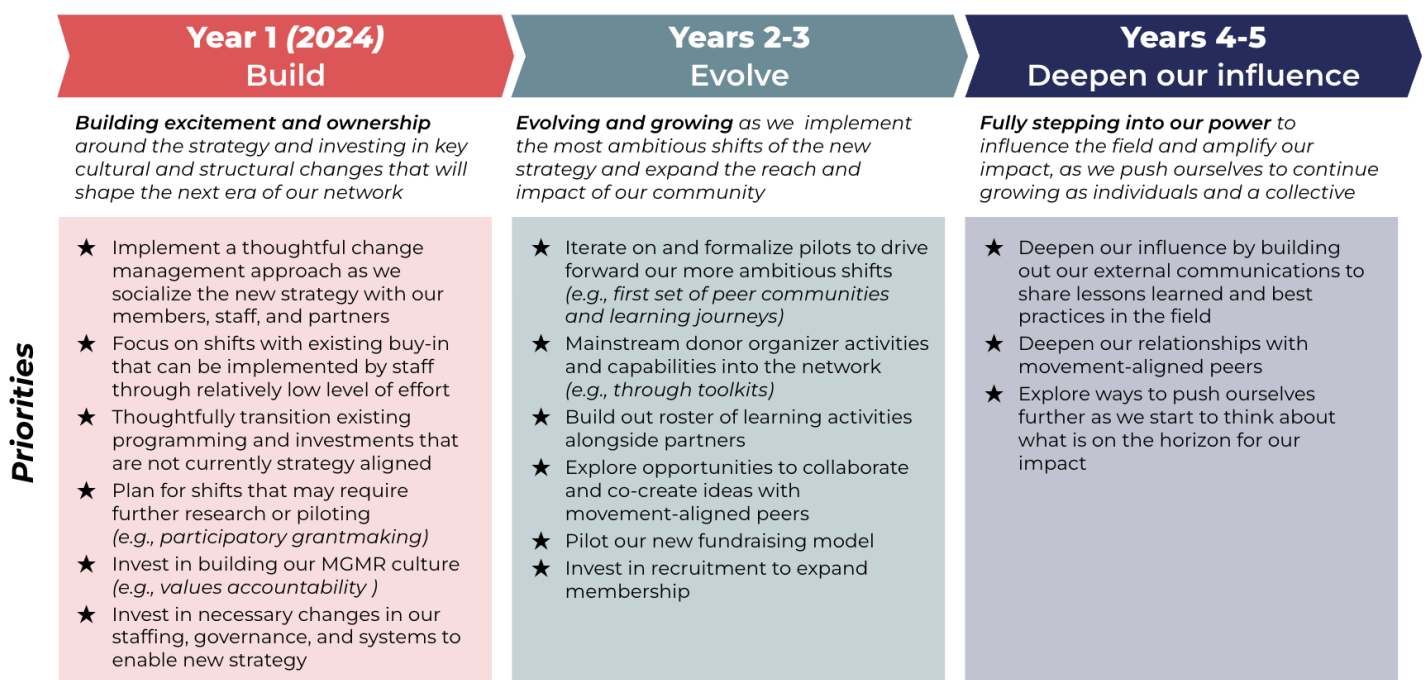 Year 1 (2024)
Build
Years 2-3
Evolve
Years 4-5
Deepen our influence
Building excitement and ownership
around the strategy and investing in key
cultural and structural changes that will
shape the next era of our network
Evolving and growing as we implement
the most ambitious shifts of the new
strategy and expand the reach and
impact of our community
Fully stepping into our power to
influence the field and amplify our
impact, as we push ourselves to continue
growing as individuals and a collective
Priorities
★ Implement a thoughtful change
management approach as we
socialize the new strategy with our
members, staff, and partners
★ Focus on shifts with existing buy-in
that can be implemented by staff
through relatively low level of effort
★ Thoughtfully transition existing
programming and investments that
are not currently strategy aligned
★ Plan for shifts that may require
further research or piloting
(e.g., participatory grantmaking)
★ Invest in building our MGMR culture
(e.g., values accountability )
★ Invest in necessary changes in our
staffing, governance, and systems to
enable new strategy
★ Iterate on and formalize pilots to drive
forward our more ambitious shifts
(e.g., first set of peer communities
and learning journeys)
★ Mainstream donor organizer activities
and capabilities into the network
(e.g., through toolkits)
★ Build out roster of learning activities
alongside partners
★ Explore opportunities to collaborate
and co-create ideas with
movement-aligned peers
★ Pilot our new fundraising model
★ Invest in recruitment to expand
membership
★ Deepen our influence by building
out our external communications to
share lessons learned and best
practices in the field
★ Deepen our relationships with
movement-aligned peers
★ Explore ways to push ourselves
further as we start to think about
what is on the horizon for our
impact